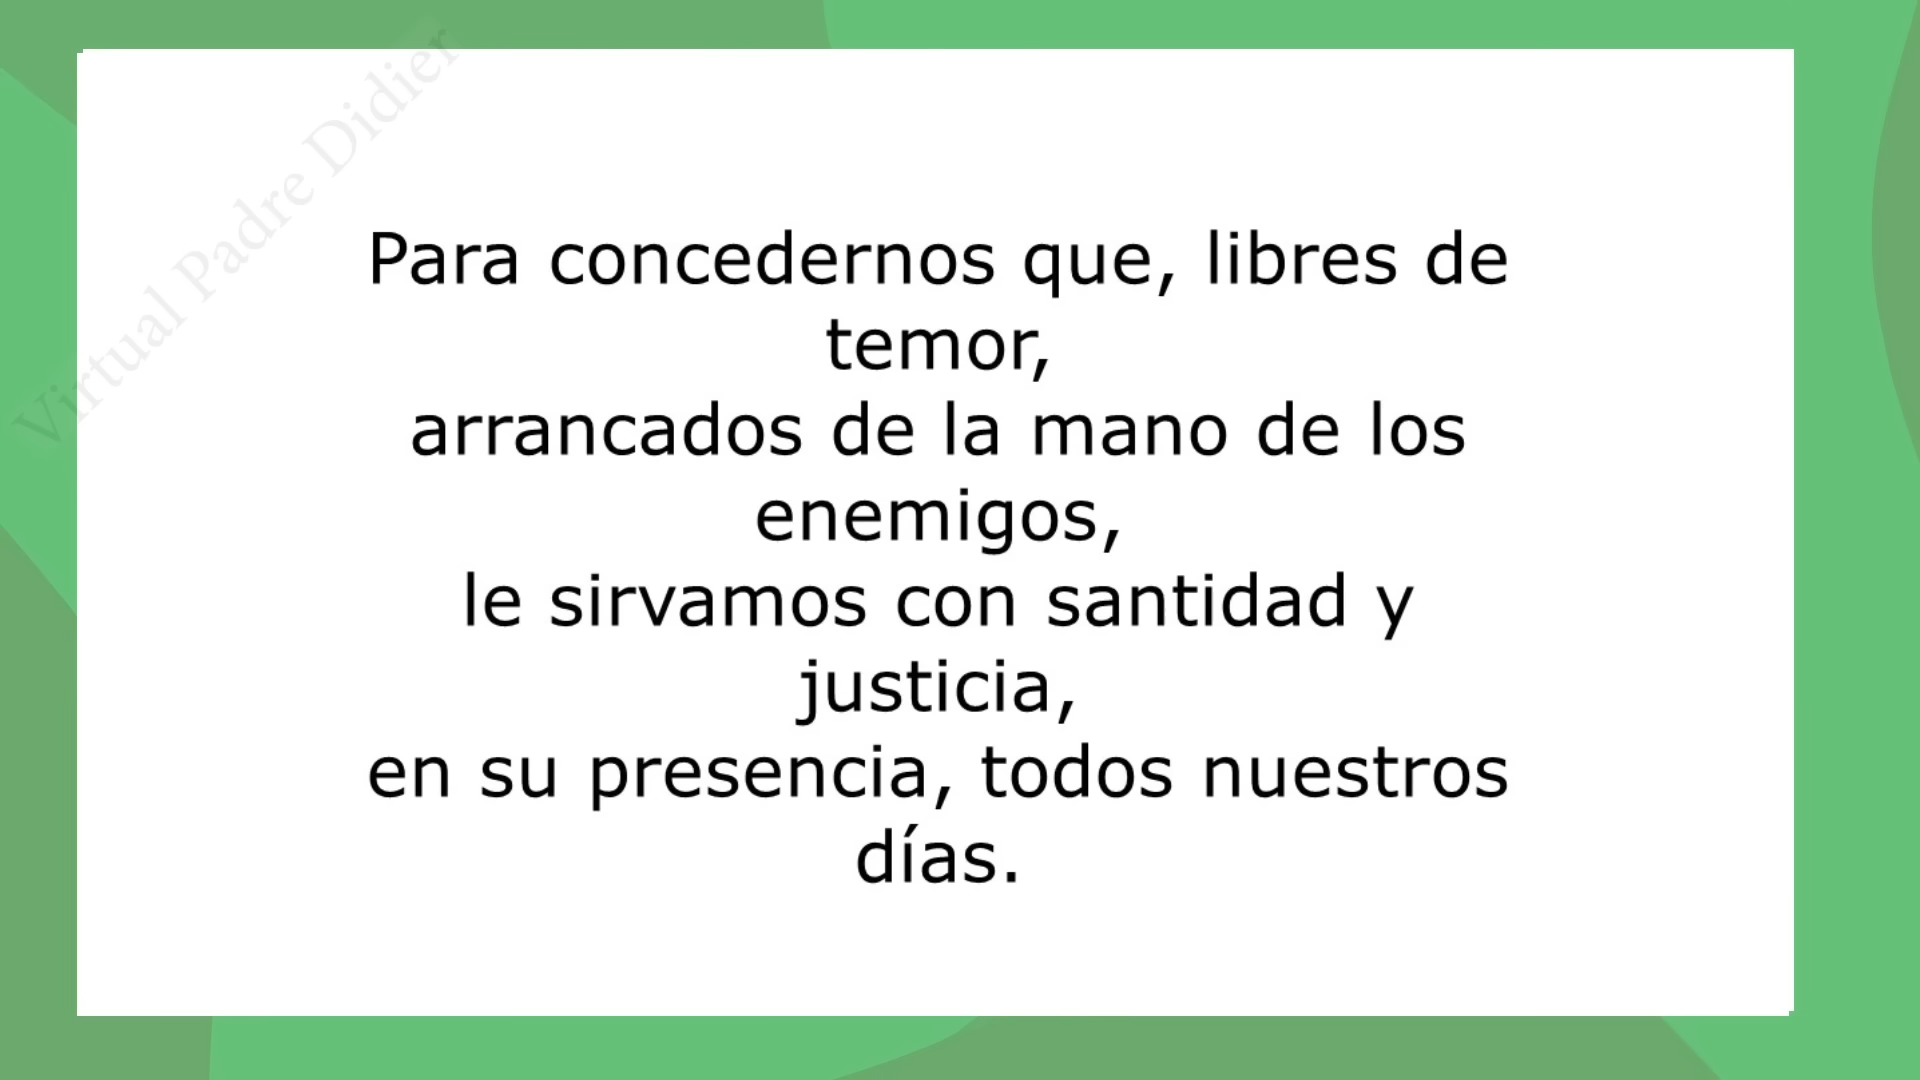 Virtual Padre Didier
Para concedernos que, libres de
temor,
arrancados de la mano de los
enemigos,
le sirvamos con santidad y
justicia,
en su presencia, todos nuestros
días.